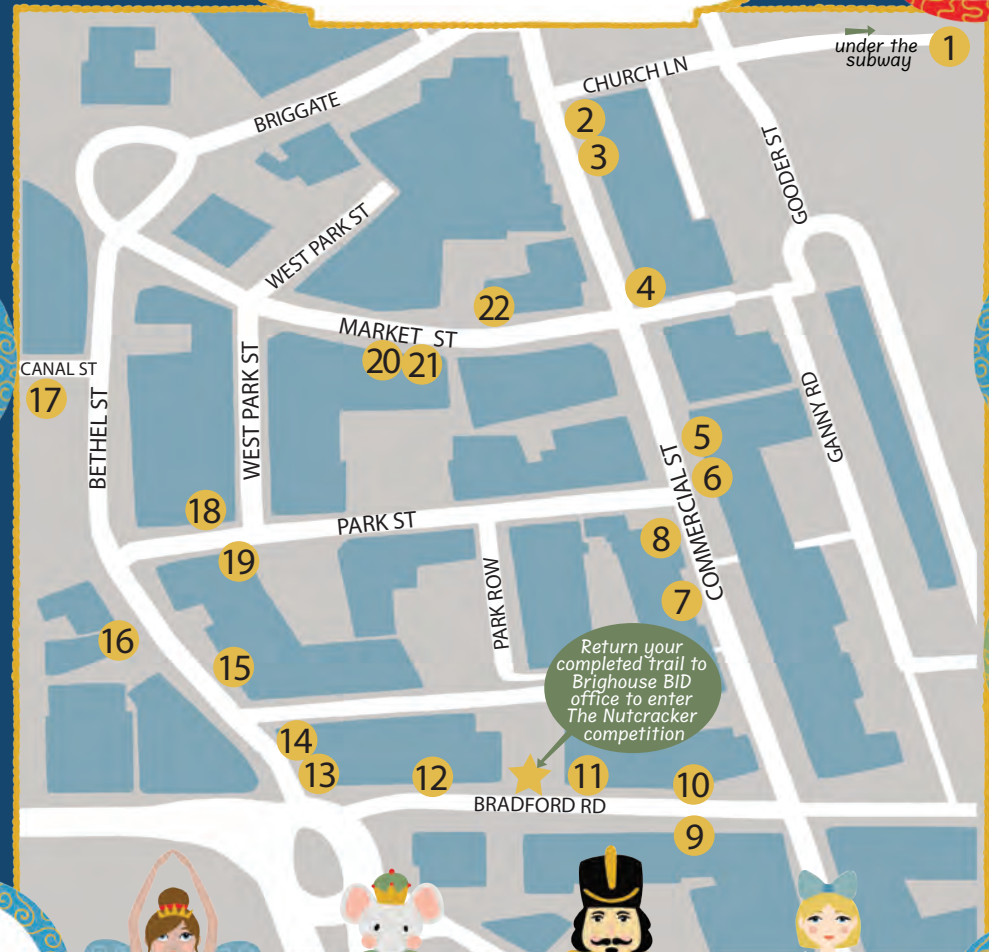 under the
subway
1
CHURCH LN
BRIGGATE
2
3
GOODER ST
WEST PARK ST
4
22
MARKET ST
20
21
CANAL ST
17
BETHEL ST
WEST PARK ST
GANNY RD
5
6
COMMERCIAL ST
18
PARK ST
19
8
PARK ROW
7
16
15
Return your
completed trail to
Brighouse BID
office to enter
The Nutcracker
competition
14
13
12
11
10
BRADFORD RD
9